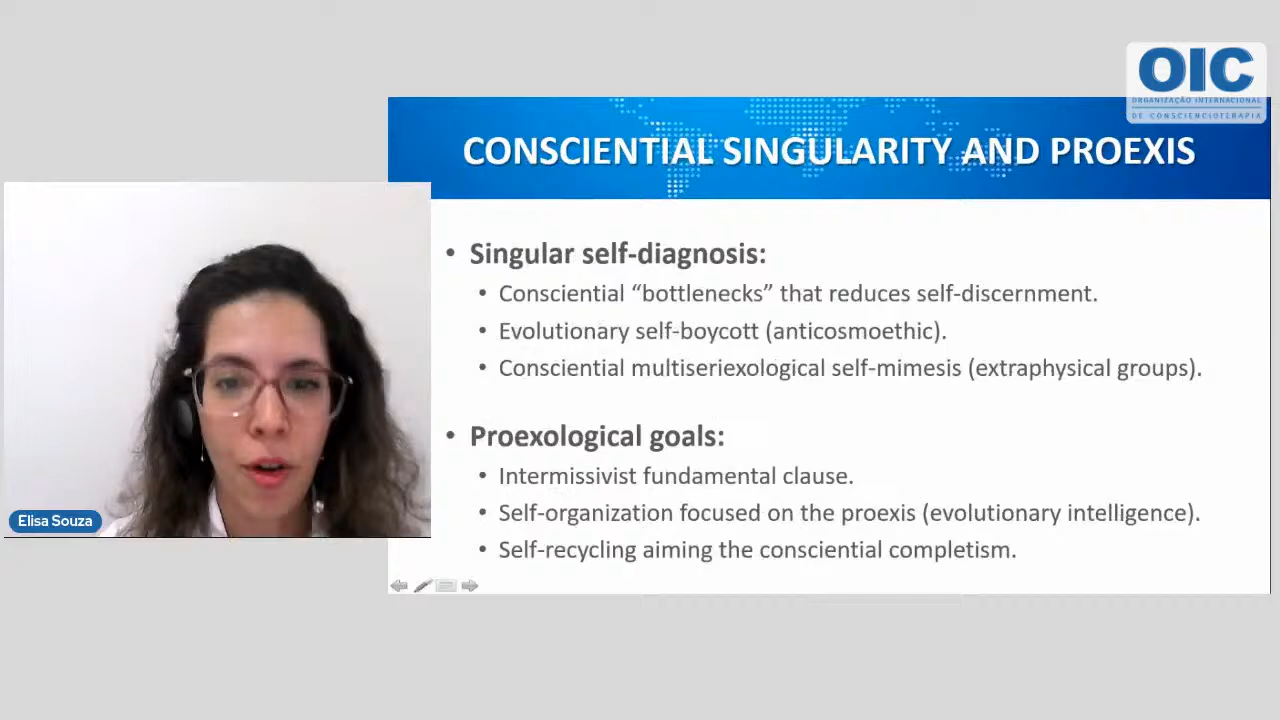 OIC
ORGANIZAÇÃO INTERNACIONAL
DE CONSCIENCIOTERAPIA
CONSCIENTIAL SINGULARITY AND PROEXIS
• Singular self-diagnosis:
• Consciential “bottlenecks” that reduces self-discernment.
• Evolutionary self-boycott (anticosmoethic).
• Consciential multiseriexological self-mimesis (extraphysical groups).
• Proexological goals:
• Intermissivist fundamental clause.
• Self-organization focused on the proexis (evolutionary intelligence).
• Self-recycling aiming the consciential completism.
Elisa Souza